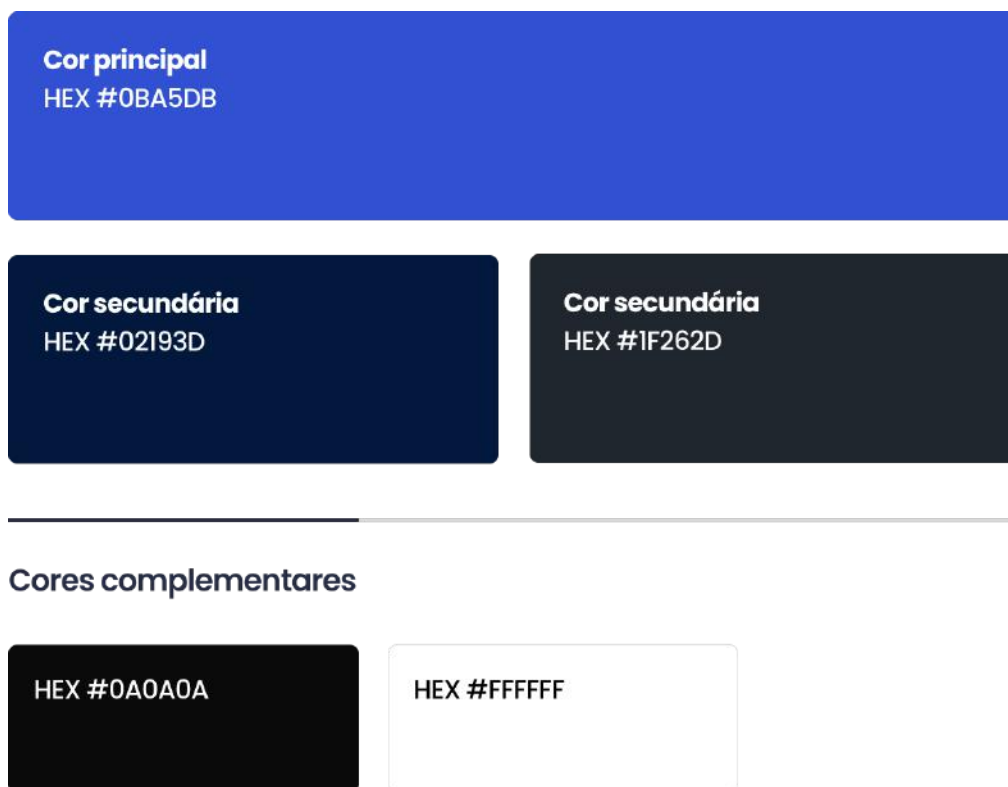 Cor principal
HEX #0BA5DB
Cor secundária
HEX #02193D
Cor secundária
HEX #1F262D
Cores complementares
HEX #0A0A0A
HEX #FFFFFF